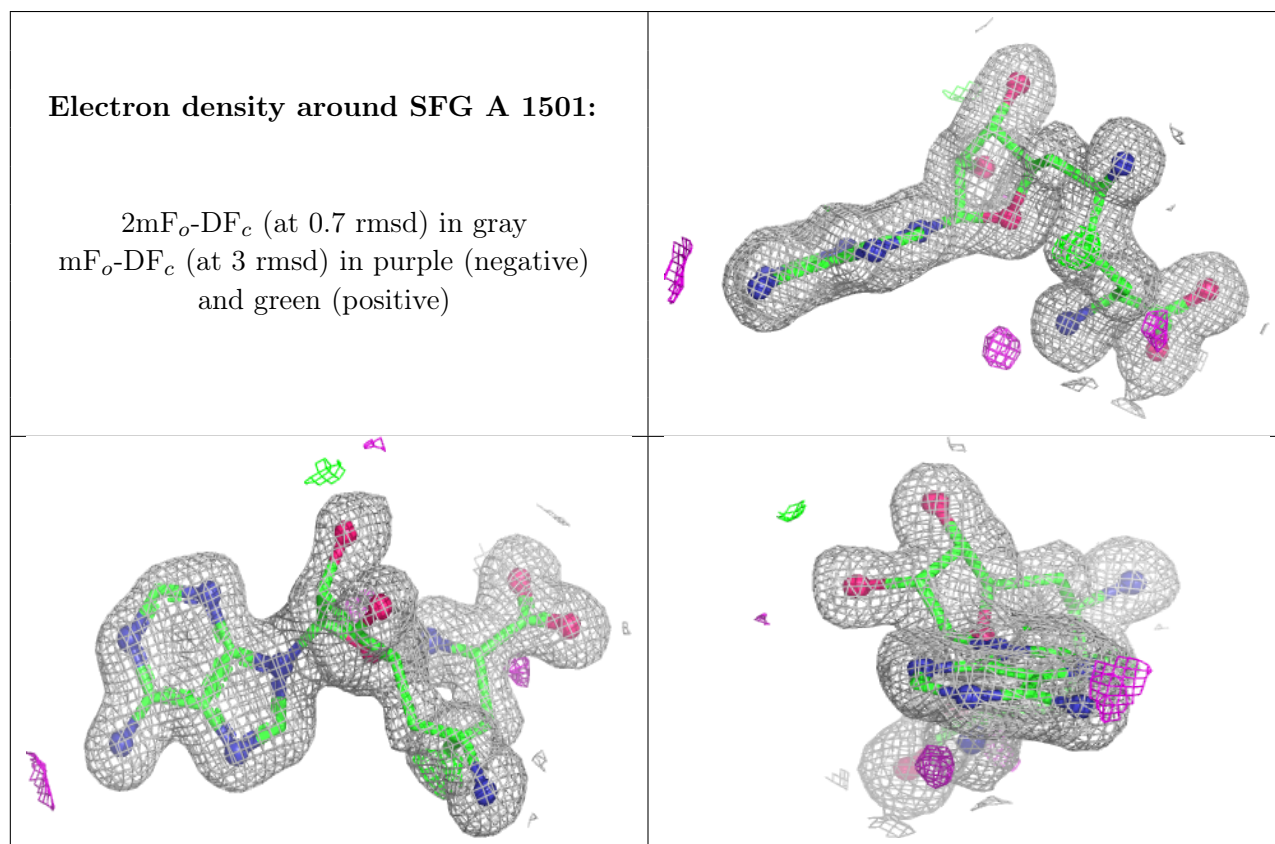 Electron density around SFG A 1501:
2mFo-DFc (at 0.7 rmsd) in gray
mFo-DFc (at 3 rmsd) in purple (negative)
and green (positive)